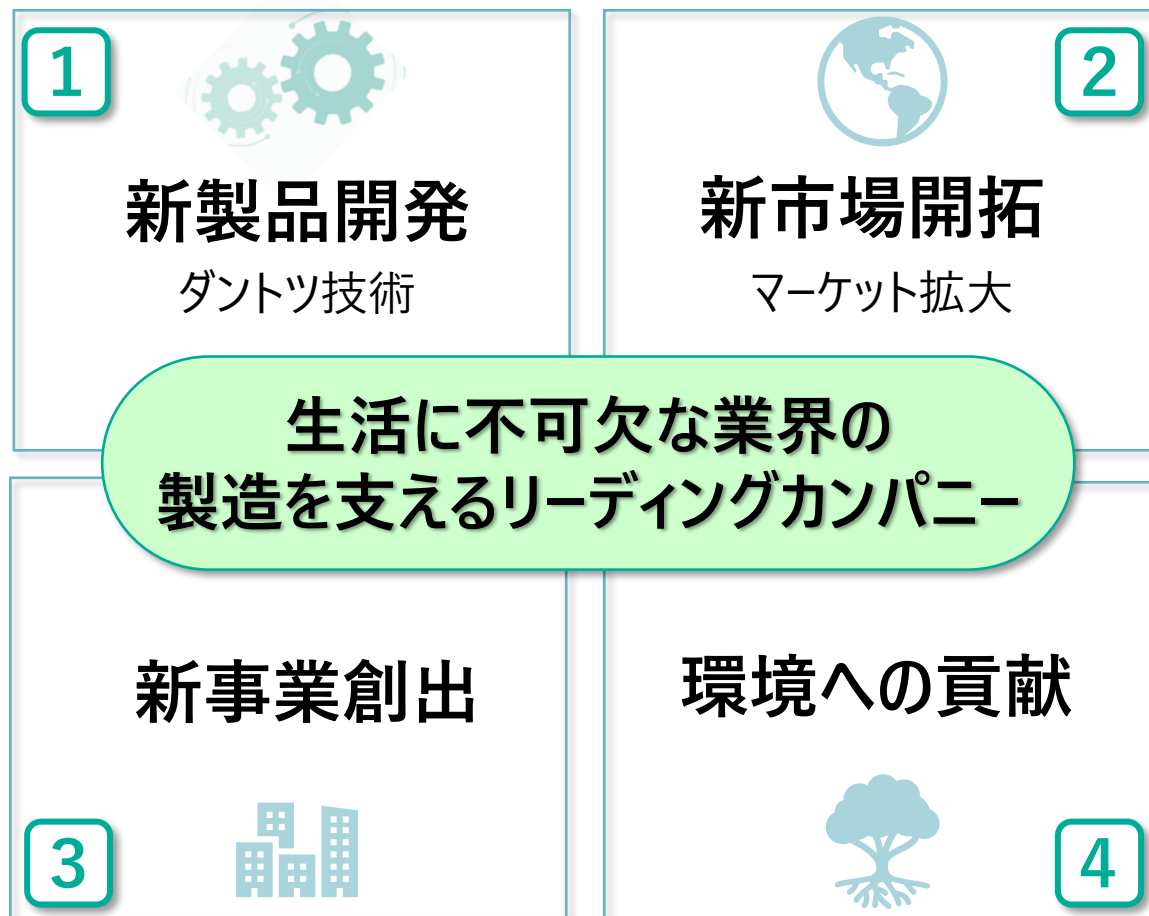 1
新製品開発
ダントツ技術
2
新市場開拓
マーケット拡大
生活に不可欠な業界の
製造を支えるリーディングカンパニー
新事業創出
3
環境への貢献
4